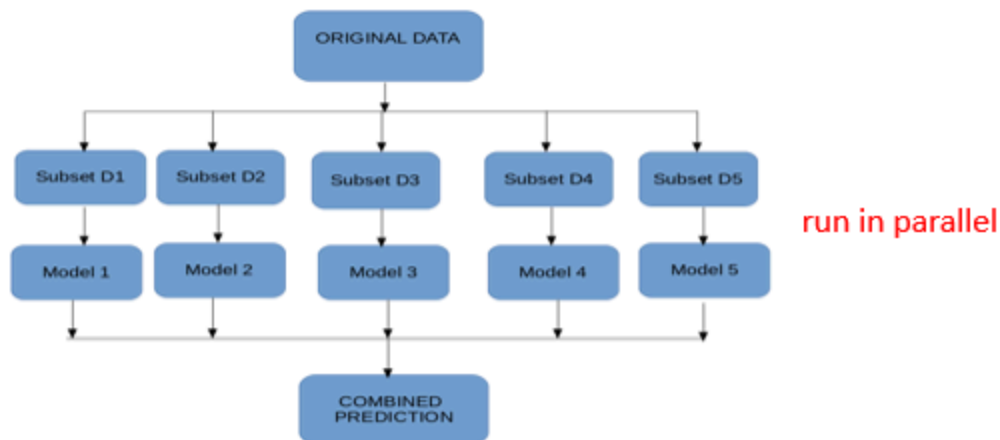 ORIGINAL DATA
Subset D1
Subset D2
Subset D3
Subset D4
Subset D5
run in parallel
Model 1
Model 2
Model 3
Model 4
Model 5
COMBINED
PREDICTION